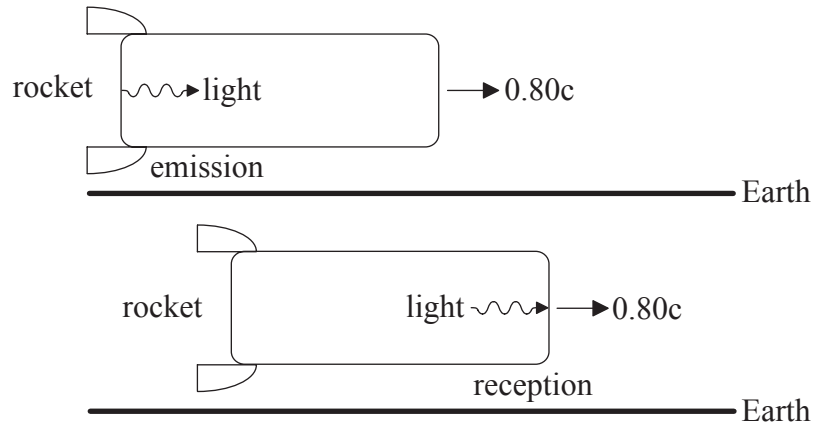 rocket
light
0.80c
emission
Earth
rocket
light
0.80c
reception
Earth